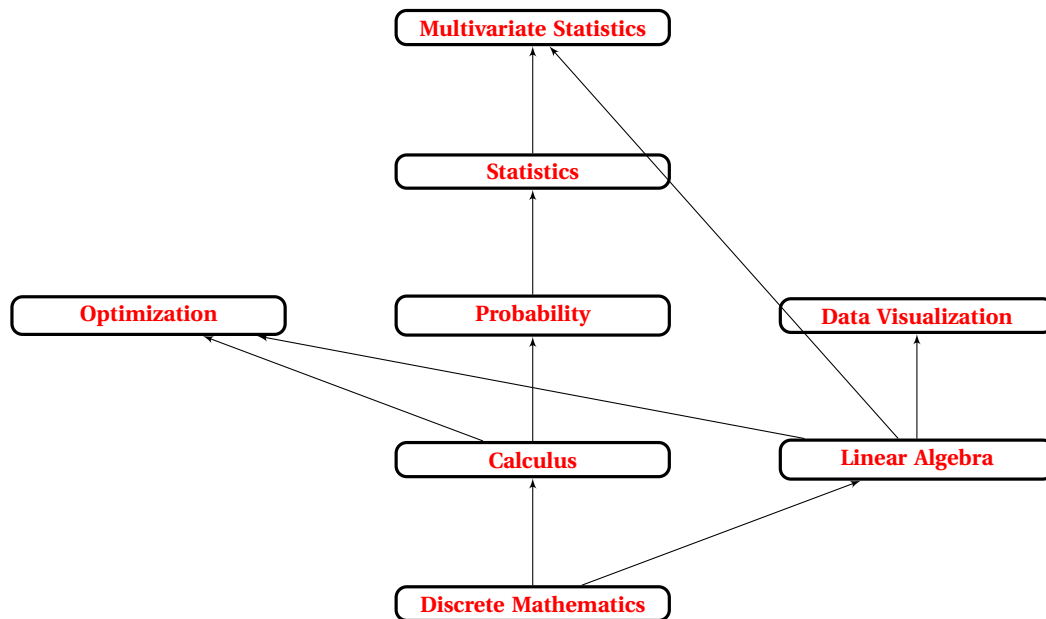 Multivariate Statistics
Statistics
Optimization
Probability
Data Visualization
Calculus
Linear Algebra
Discrete Mathematics